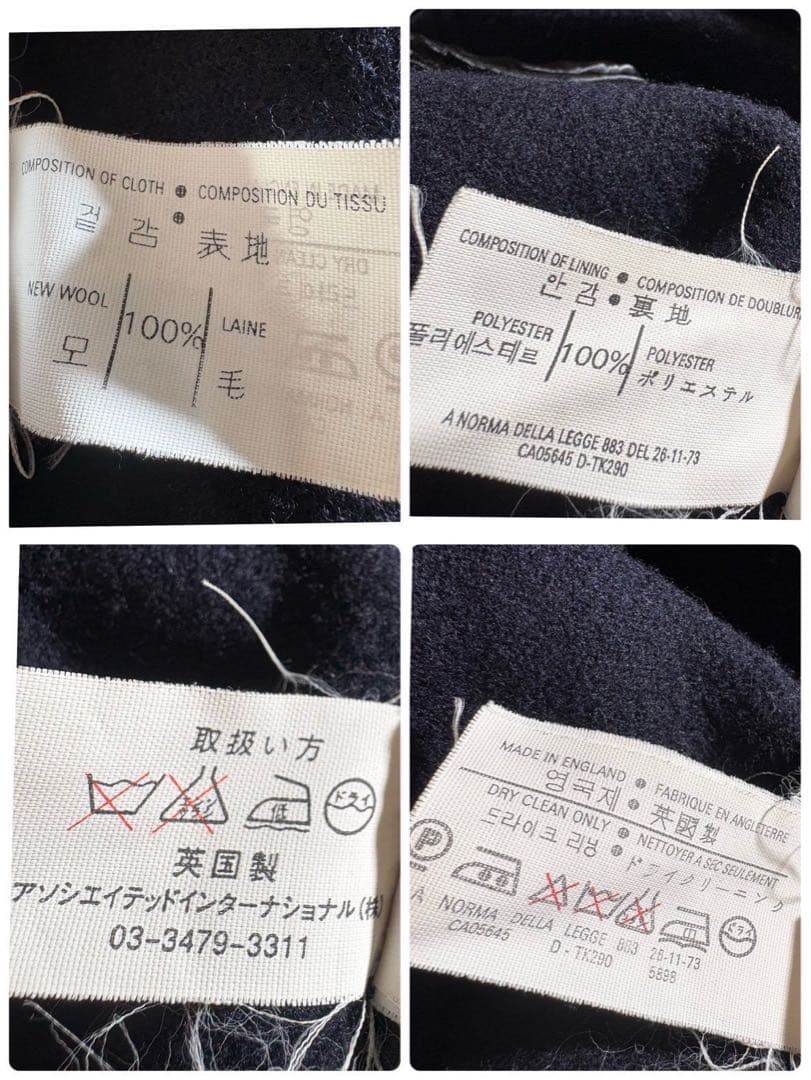 COMPOSITION OF CLOTH ● COMPOSITION DU TISSU
겉 감 ● 表 地
NEW WOOL 100% LAINE
모 毛
COMPOSITION OF LINING ● COMPOSITION DE DOUBLUR
안 감 ● 裏 地
POLYESTER 100% POLYESTER
폴리에스테르 ポリエステル
A NORMA DELLA LEGGE 883 DEL 26-11-73
CA05645 D-TK290
取扱い方
低 ドライ
英国製
アソシエイテッドインターナショナル(株)
03-3479-3311
MADE IN ENGLAND ● FABRIQUE EN ANGLETERRE
영국제 ● 英國製
DRY CLEAN ONLY ● NETTOYER A SEC SEULEMENT
드라이크 리닝 ● ドライクリーニング
P ドライ
A NORMA DELLA LEGGE 883 26-11-73
CA05645 D-TK290 5898